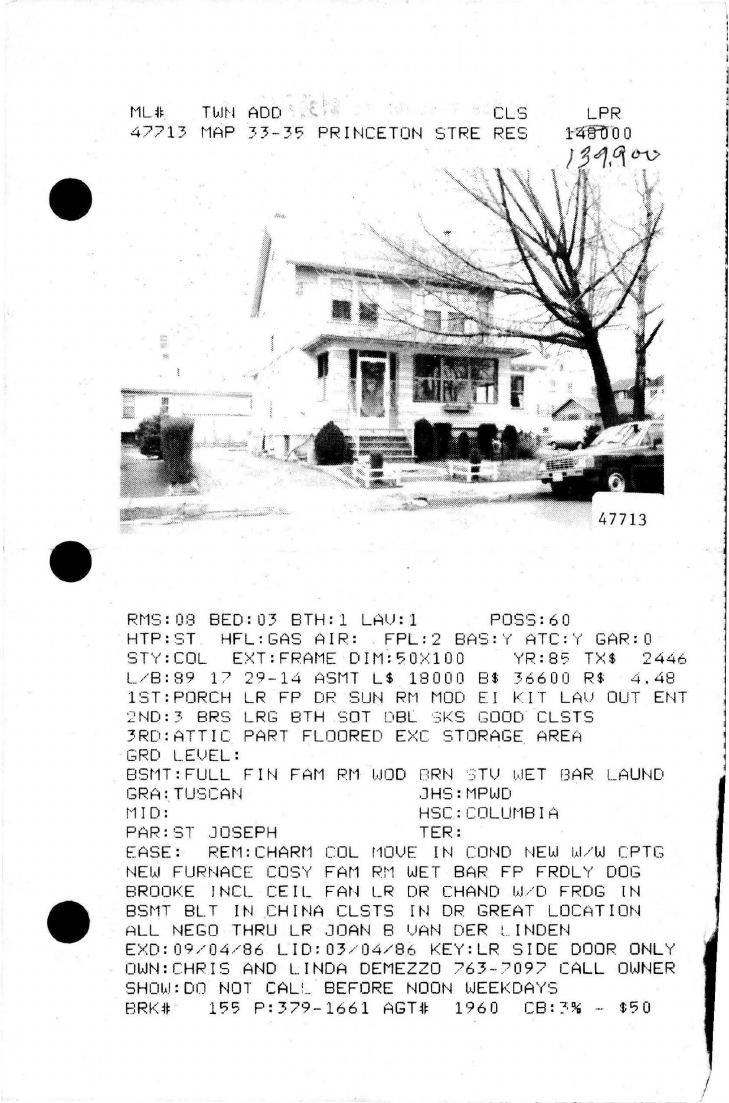 ML# TWN ADD CLS LPR
47713 MAP 33-35 PRINCETON STRE RES 148000
139,900
47713
RMS:08 BED:03 BTH:1 LAV:1 POSS:60
HTP:ST HFL:GAS AIR: FPL:2 BAS:Y ATC:Y GAR:0
STY:COL EXT:FRAME DIM:50X100 YR:85 TX$ 2446
L/B:89 17 29-14 ASMT L$ 18000 B$ 36600 R$ 4.48
1ST:PORCH LR FP DR SUN RM MOD EI KIT LAV OUT ENT
2ND:3 BRS LRG BTH SOT DBL SKS GOOD CLSTS
3RD:ATTIC PART FLOORED EXC STORAGE AREA
GRD LEVEL:
BSMT:FULL FIN FAM RM WOD BRN STV WET BAR LAUND
GRA:TUSCAN JHS:MPWD
MID: HSC:COLUMBIA
PAR:ST JOSEPH TER:
EASE: REM:CHARM COL MOVE IN COND NEW W/W CPTG
NEW FURNACE COSY FAM RM WET BAR FP FRDLY DOG
BROOKE INCL CEIL FAN LR DR CHAND W/D FRDG IN
BSMT BLT IN CHINA CLSTS IN DR GREAT LOCATION
ALL NEGO THRU LR JOAN B VAN DER LINDEN
EXD:09/04/86 LID:03/04/86 KEY:LR SIDE DOOR ONLY
OWN:CHRIS AND LINDA DEMEZZO 763-7097 CALL OWNER
SHOW:DO NOT CALL BEFORE NOON WEEKDAYS
BRK# 155 P:379-1661 AGT# 1960 CB:3% - $50